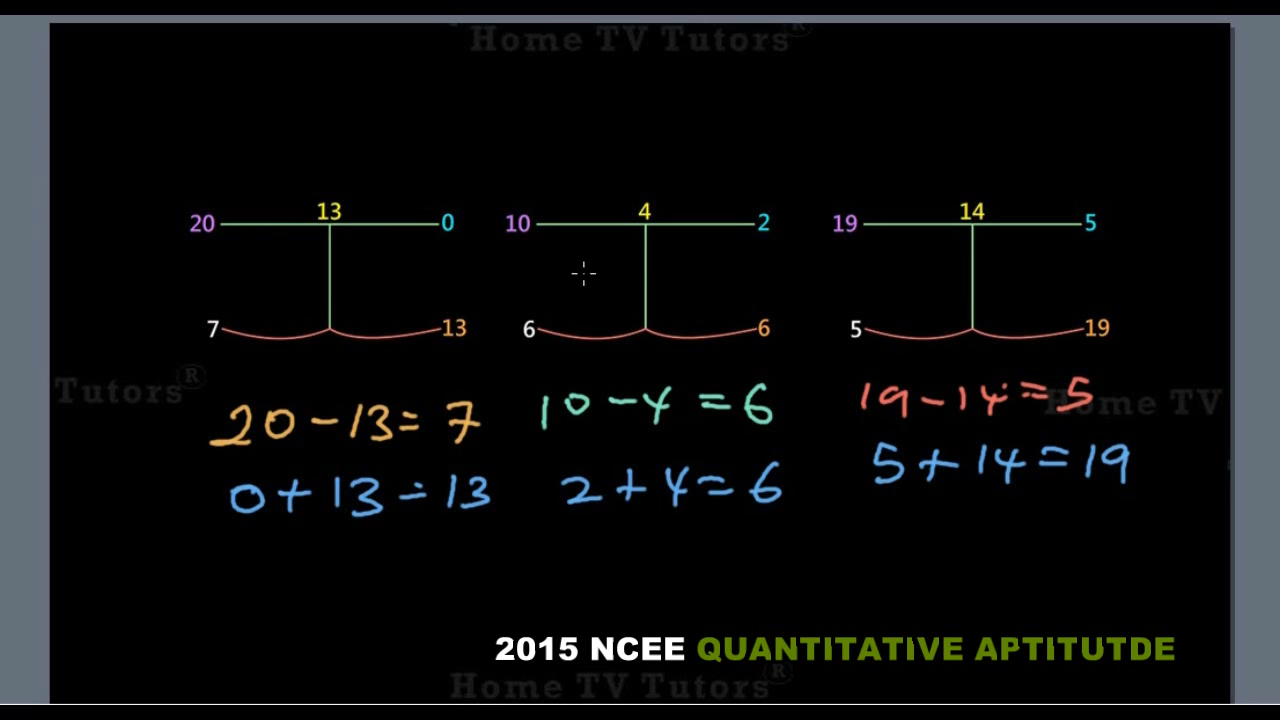 Home TV Tutors®
20 13 0 10 4 2 19 14 5
7 13 6 6 5 19
Tutors®
20-13=7 10-4=6 19-14=5
Home TV
0+13=13 2+4=6 5+14=19
2015 NCEE QUANTITATIVE APTITUTDE
Home TV Tutors®